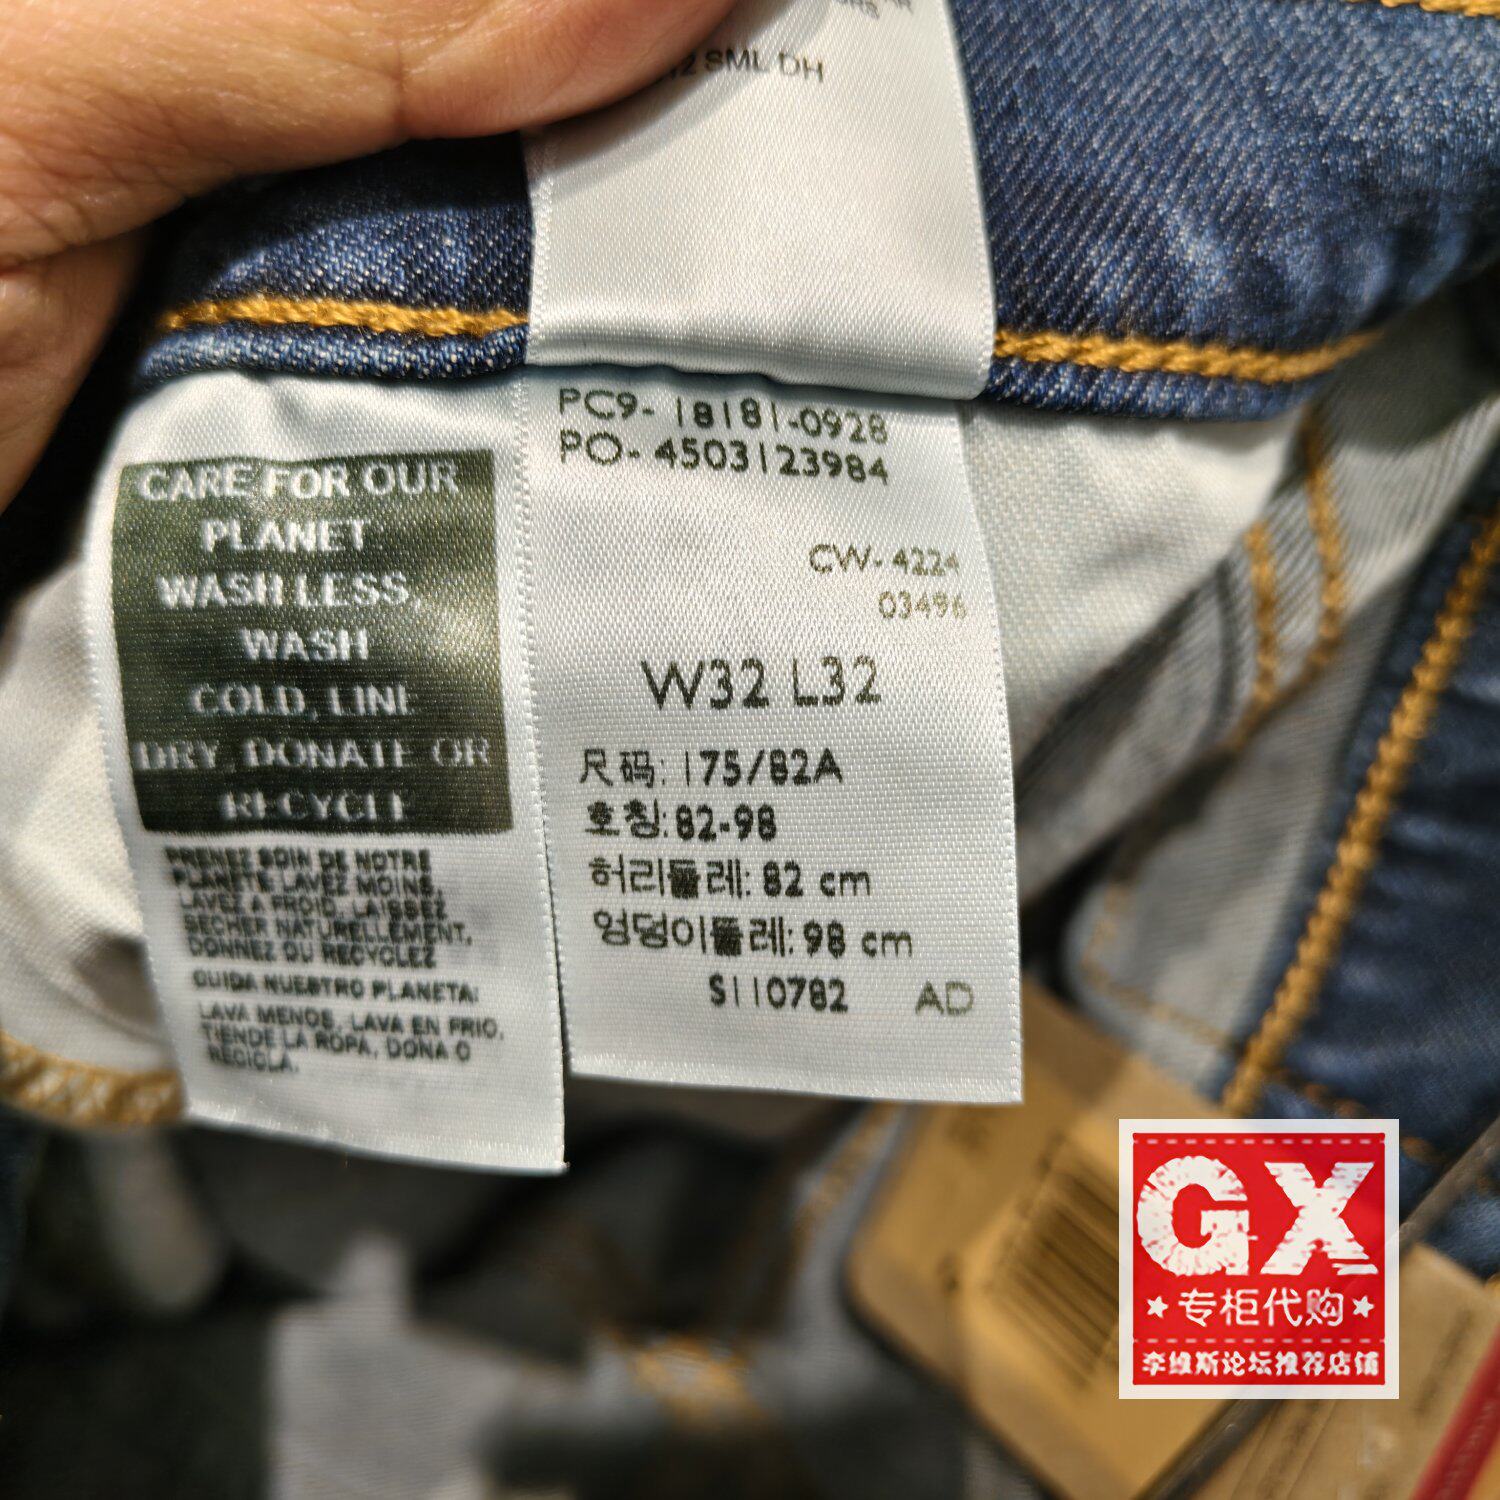 SML DH
PC9-18181-0928
PO-4503123984
CW-4224
03496
W32 L32
尺码: 175/82A
호칭: 82-98
허리둘레: 82 cm
엉덩이둘레: 98 cm
S110782 AD
CARE FOR OUR
PLANET:
WASH LESS,
WASH
COLD, LINE
DRY, DONATE OR
RECYCLE
PRENEZ SOIN DE NOTRE
PLANÈTE LAVEZ MOINS,
LAVEZ A FROID, LAISSEZ
SECHER NATURELLEMENT,
DONNEZ OU RECYCLEZ
CUIDA NUESTRO PLANETA:
LAVA MENOS, LAVA EN FRIO,
TIENDE LA ROPA, DONA O
RECICLA.
GX
专柜代购
李维斯论坛推荐店铺